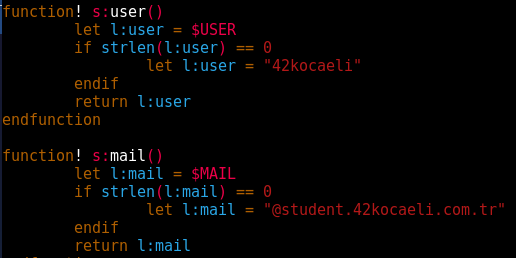 function! s:user()
        let l:user = $USER
        if strlen(l:user) == 0
                let l:user = "42kocaeli"
        endif
        return l:user
endfunction

function! s:mail()
        let l:mail = $MAIL
        if strlen(l:mail) == 0
                let l:mail = "@student.42kocaeli.com.tr"
        endif
        return l:mail